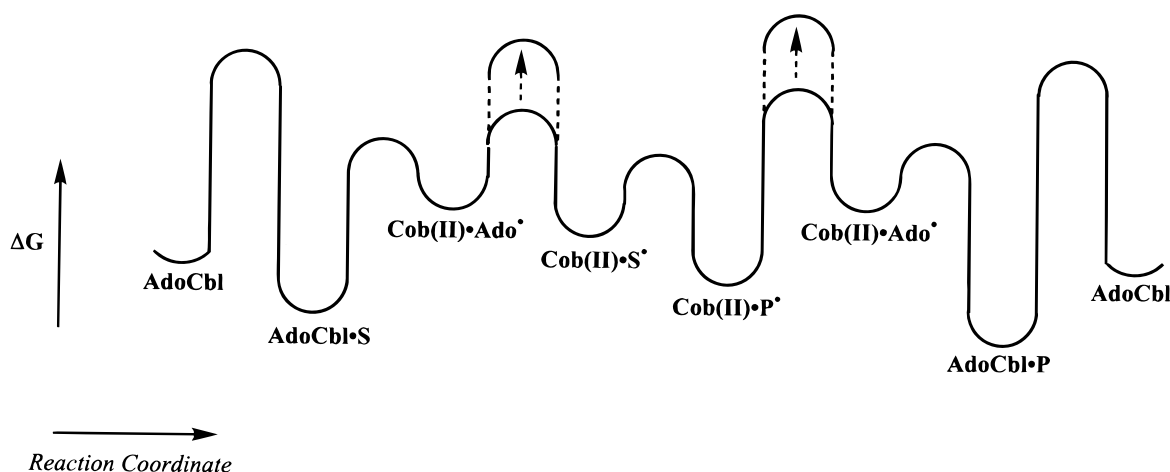 ΔG
AdoCbl
AdoCbl•S
Cob(II)•Ado•
Cob(II)•S•
Cob(II)•P•
Cob(II)•Ado•
AdoCbl•P
AdoCbl
Reaction Coordinate